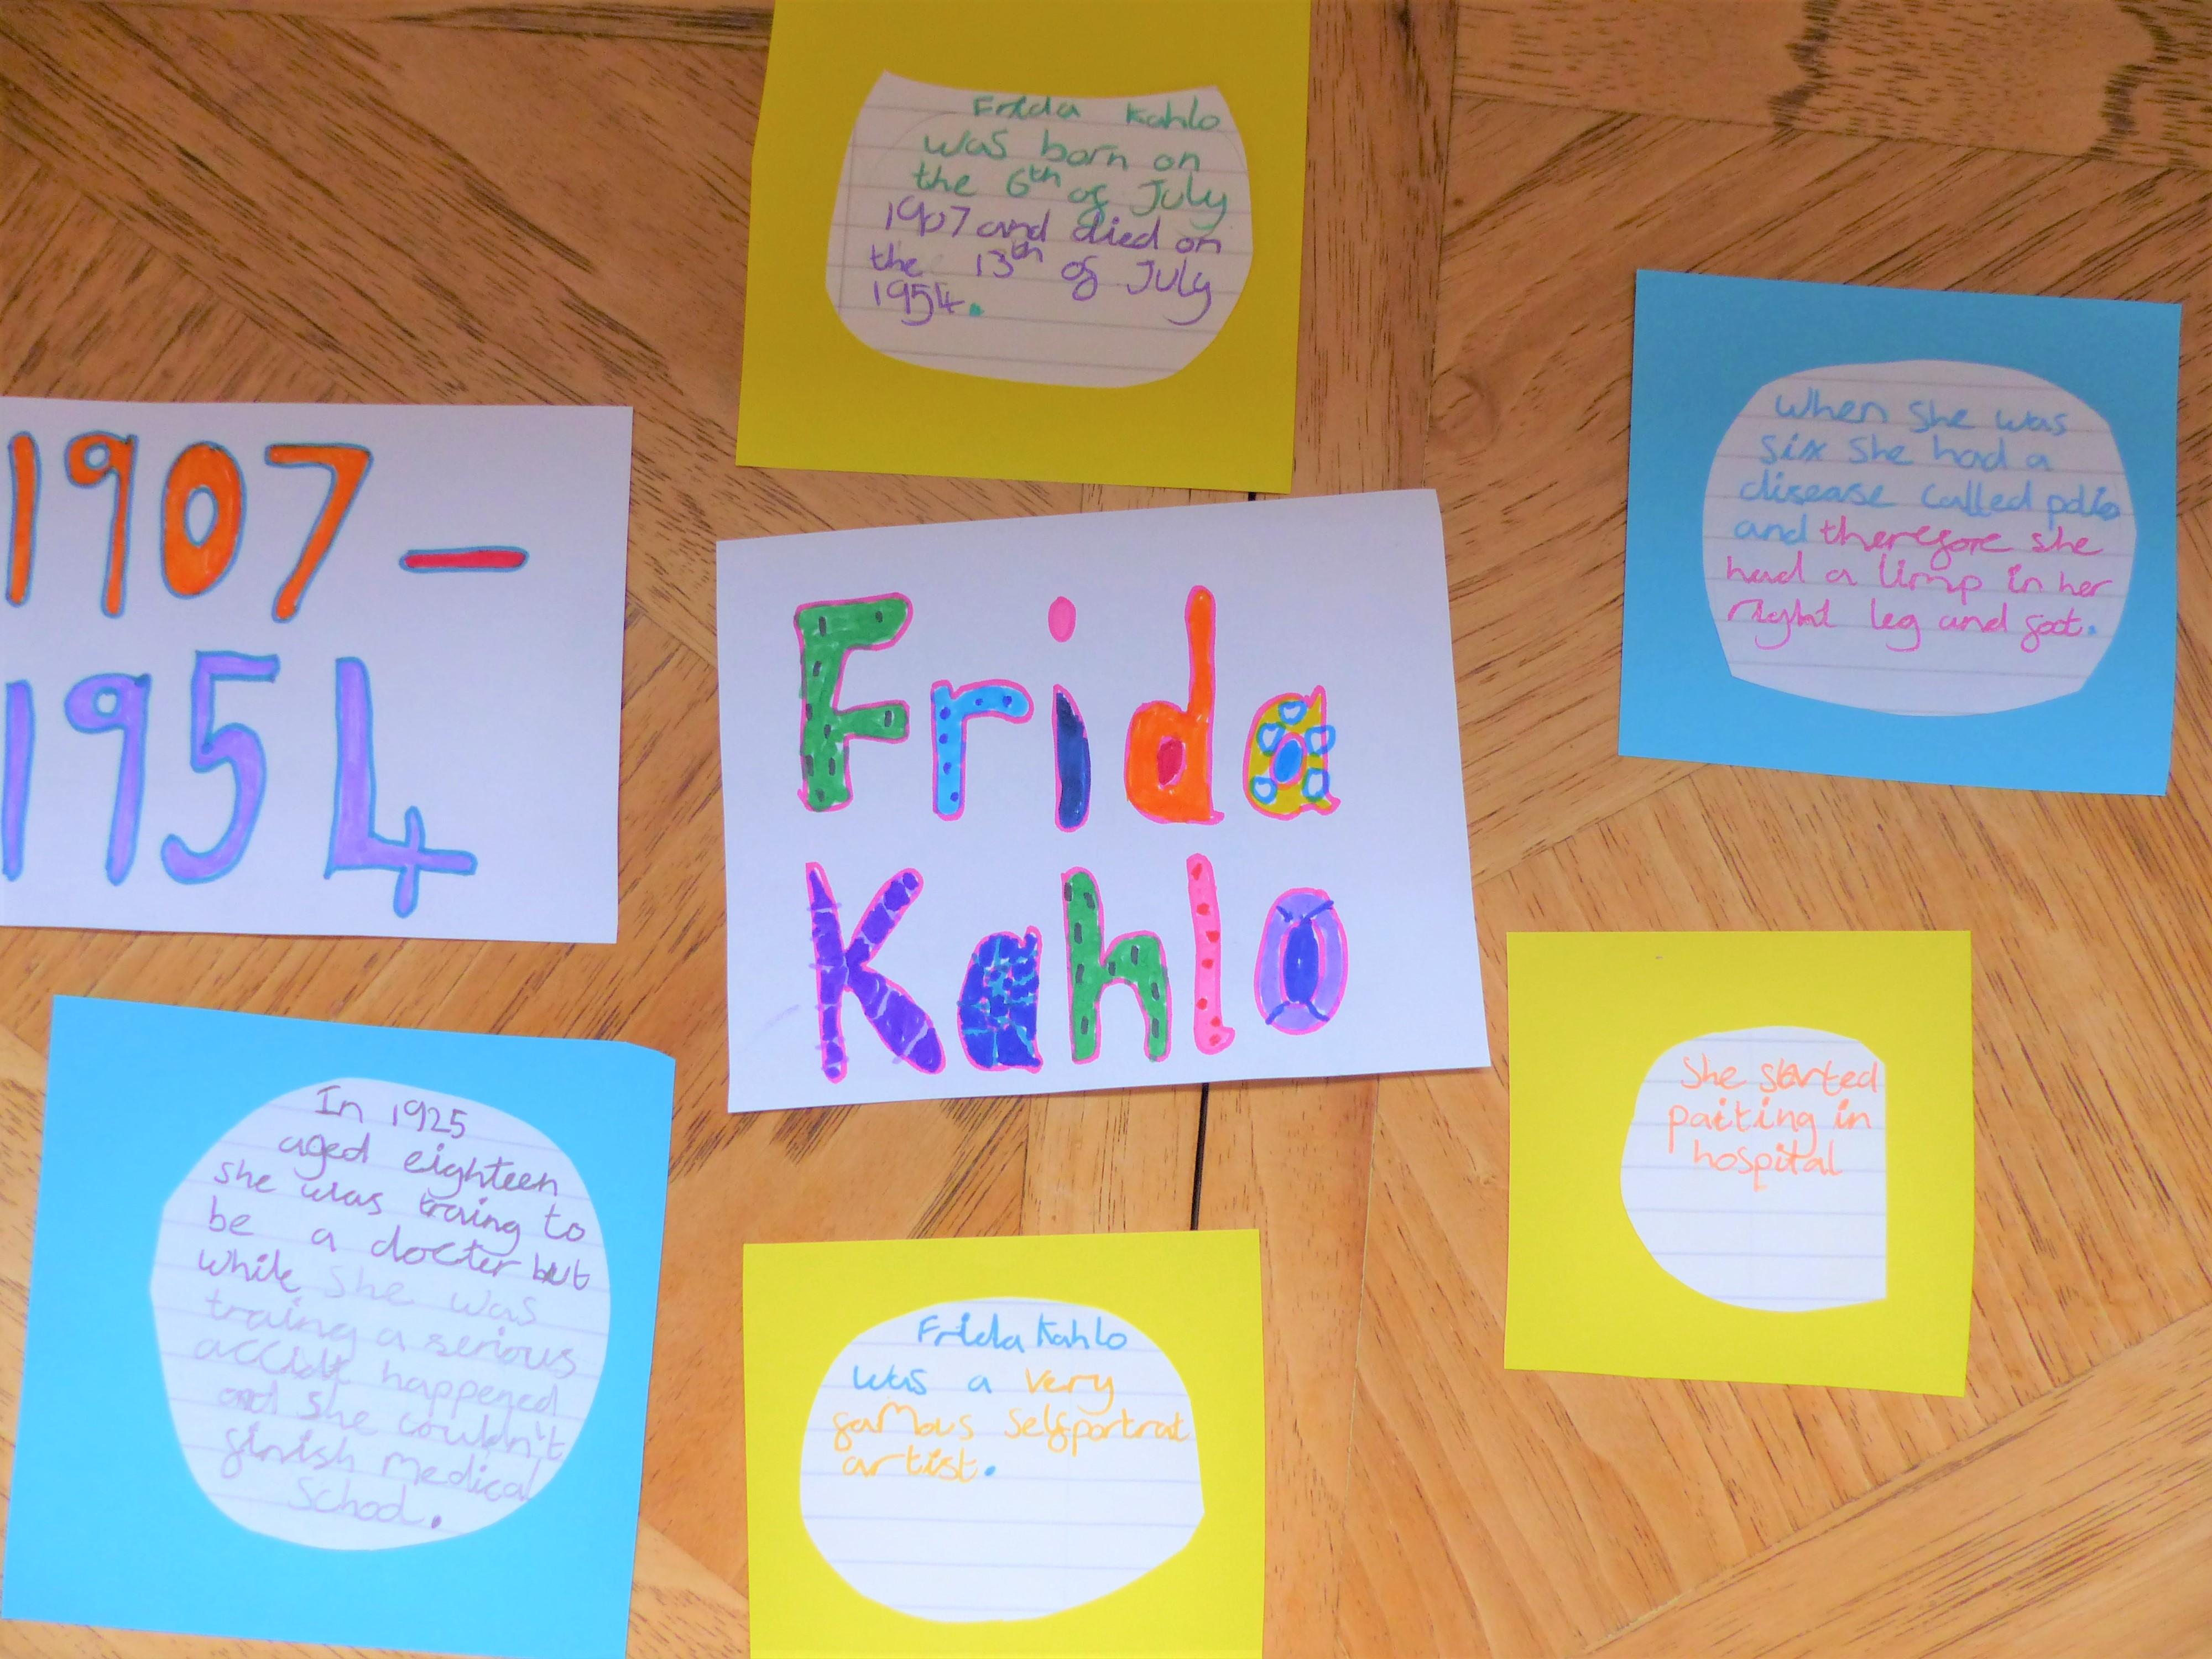 Frida Kahlo
was born on
the 6th of July
1907 and died on
the 13th of July
1954.
1907 –
1954
Frida
Kahlo
When she was
six she had a
disease called polio
and therefore she
had a limp in her
right leg and foot.
She started
paiting in
hospital
In 1925
aged eighteen
she was traing to
be a docter but
while she was
traing a serious
happened
and she couldn't
finish medical
School.
Frida Kahlo
was a very
famous selfportrat
artist.